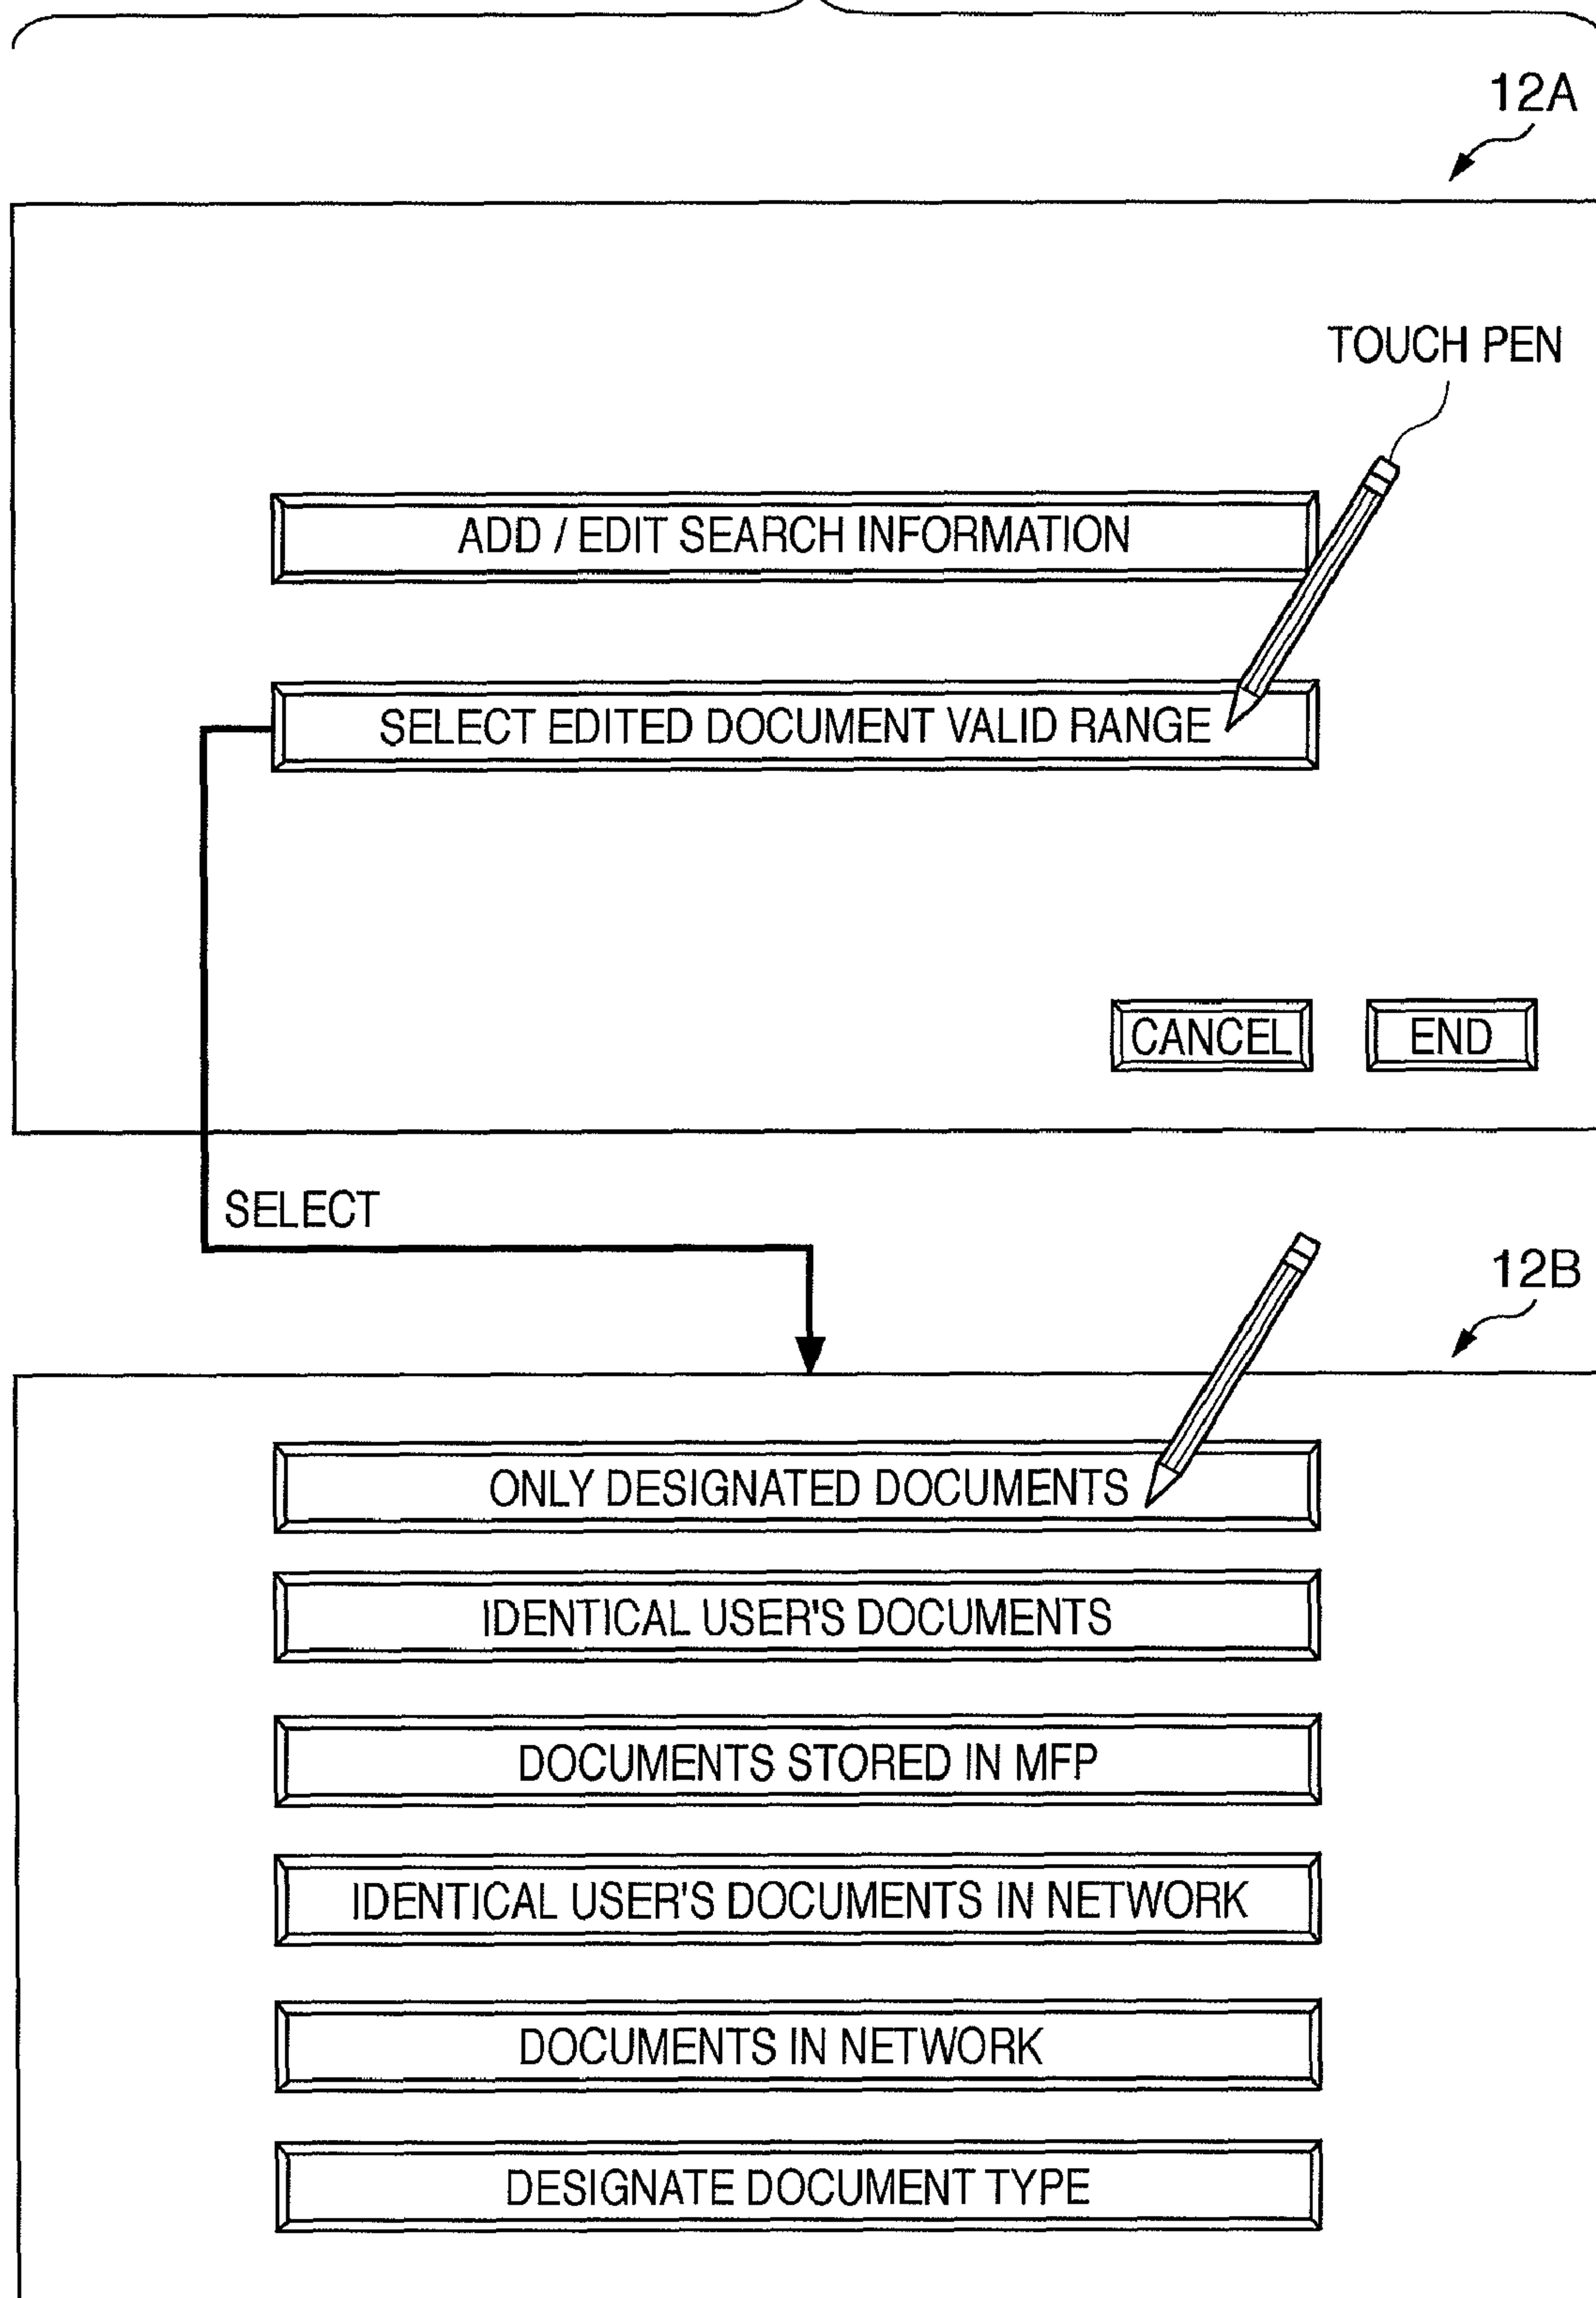 12A
TOUCH PEN
ADD / EDIT SEARCH INFORMATION
SELECT EDITED DOCUMENT VALID RANGE
CANCEL
END
SELECT
12B
ONLY DESIGNATED DOCUMENTS
IDENTICAL USER'S DOCUMENTS
DOCUMENTS STORED IN MFP
IDENTICAL USER'S DOCUMENTS IN NETWORK
DOCUMENTS IN NETWORK
DESIGNATE DOCUMENT TYPE